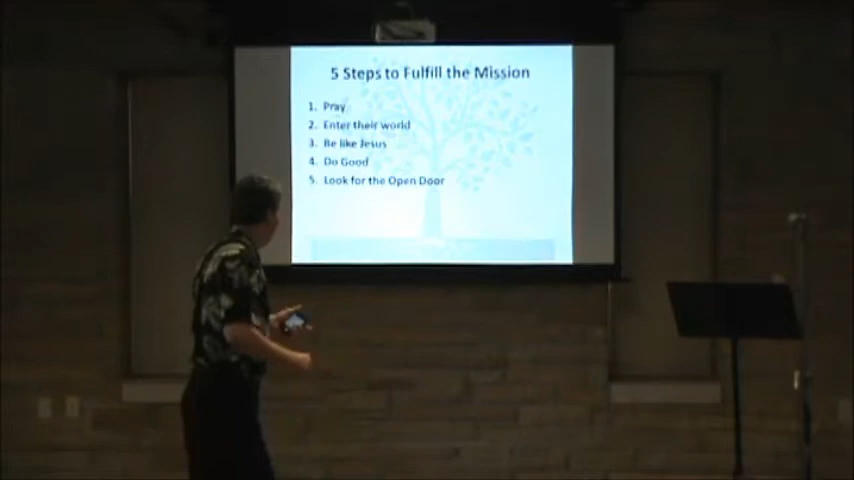 5 Steps to Fulfill the Mission
1. Pray
2. Enter their world
3. Be like Jesus
4. Do Good
5. Look for the Open Door